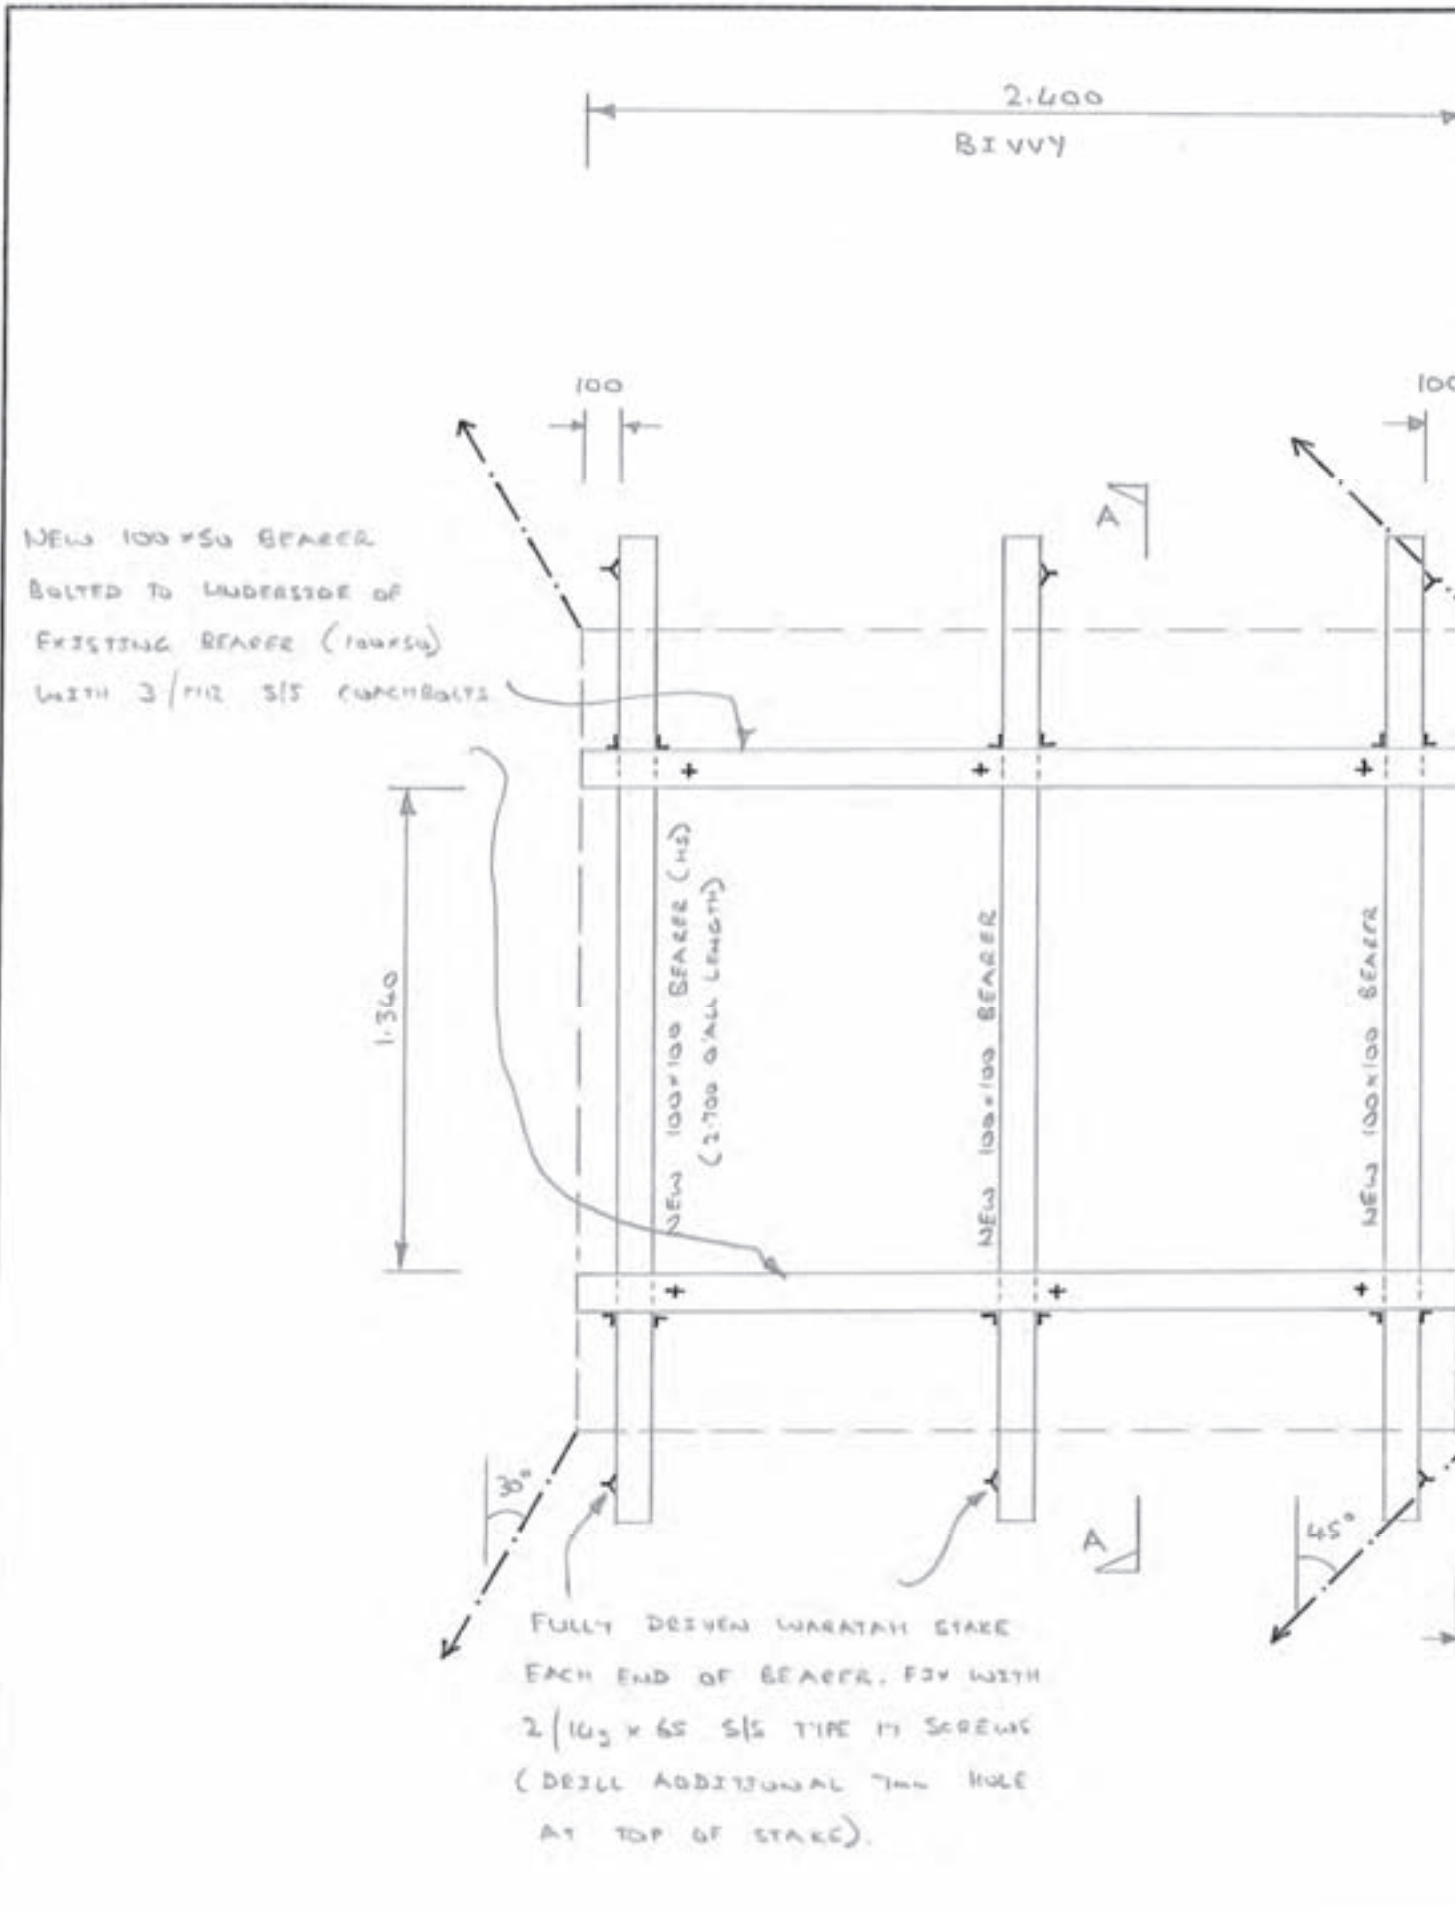 2.400
BIVVY
100
100
A
NEW 100×50 BEARER
BOLTED TO UNDERSIDE OF
EXISTING BEARER (100×50)
WITH 3/M12 S/S COACHBOLTS
1.340
NEW 100×100 BEARER (HS)
(2.700 O'ALL LENGTH)
NEW 100×100 BEARER
NEW 100×100 BEARER
30°
A
45°
FULLY DRIVEN WARATAH STAKE
EACH END OF BEARER. FIX WITH
2/14g × 65 S/S TYPE 17 SCREWS
(DRILL ADDITIONAL 7mm HOLE
AT TOP OF STAKE).